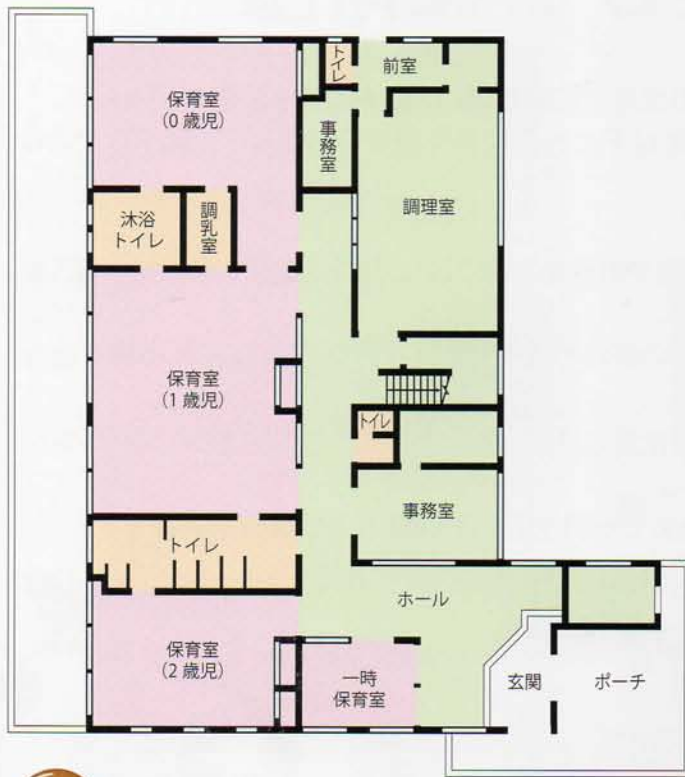 トイレ
前室
保育室
(0 歳児)
事務室
調理室
沐浴
トイレ
調乳室
保育室
(1 歳児)
トイレ
事務室
トイレ
ホール
保育室
(2 歳児)
一時
保育室
玄関
ポーチ